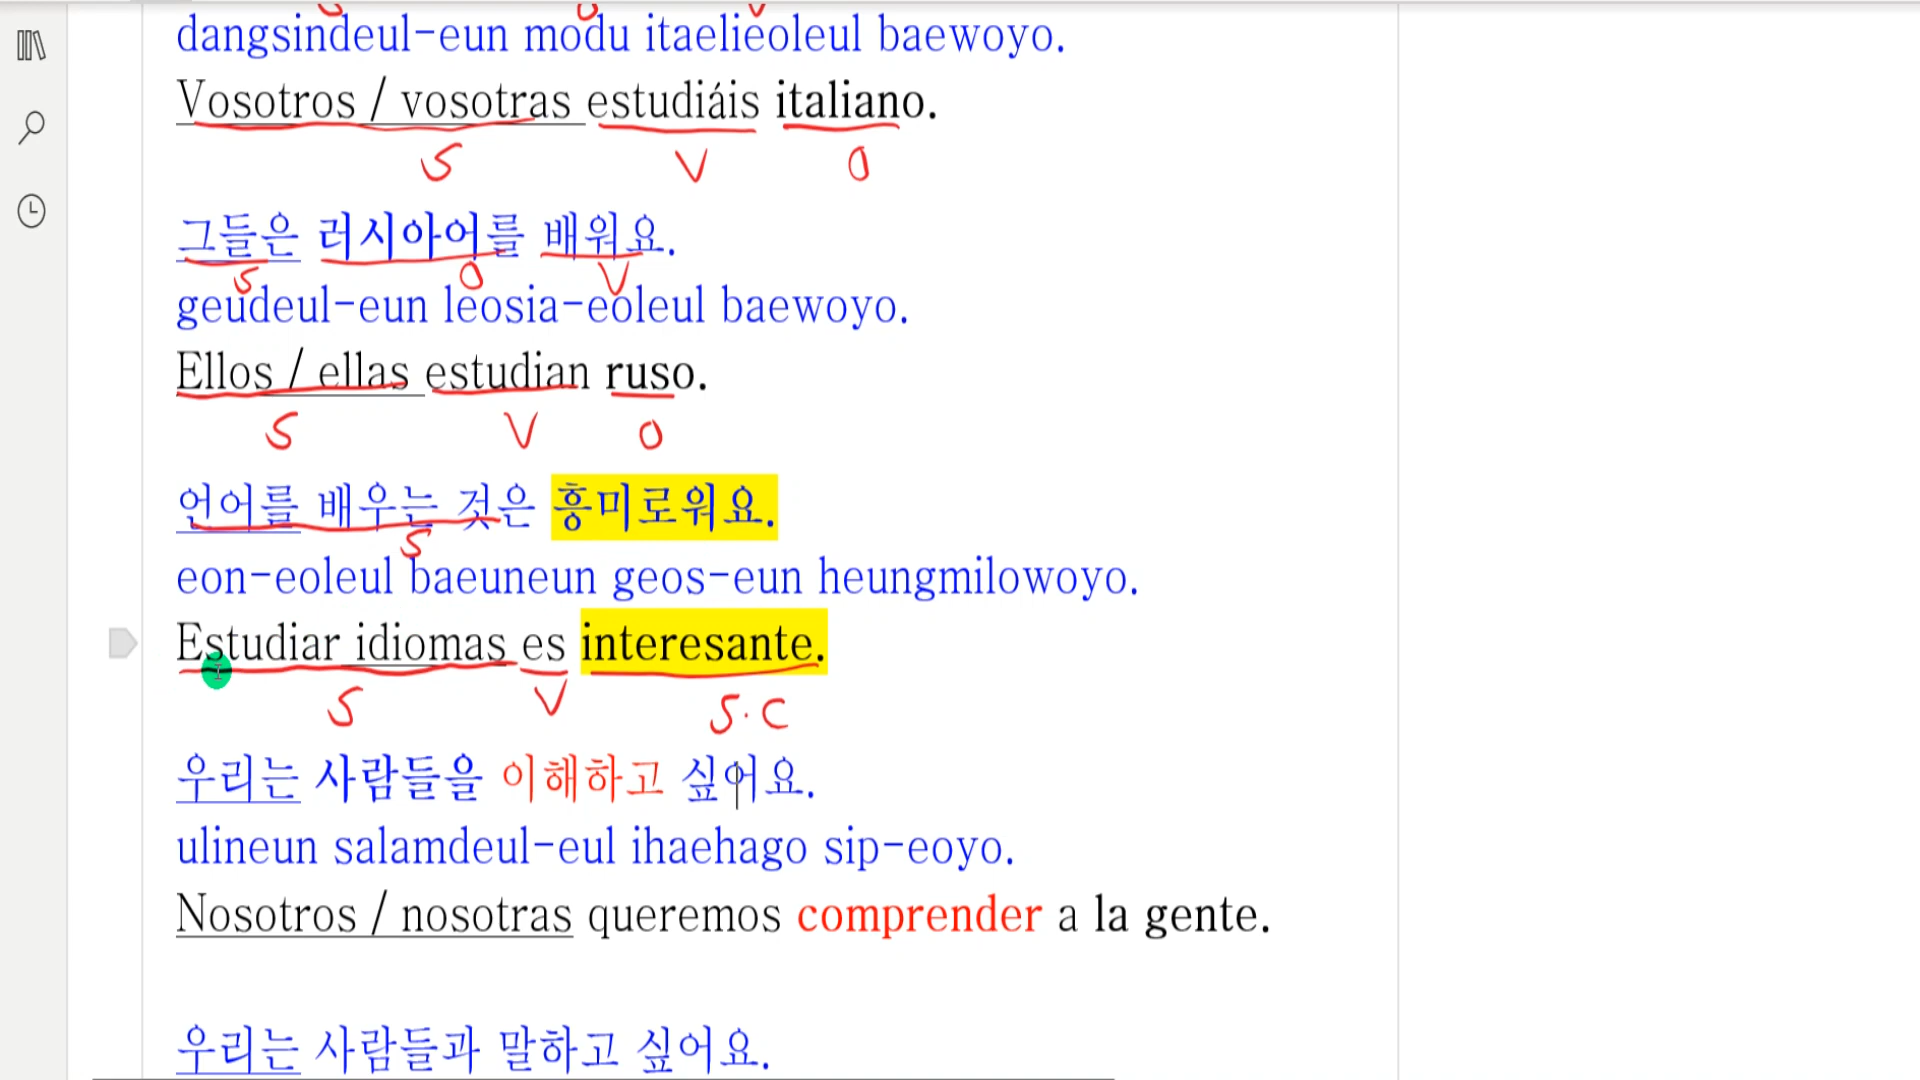 dangsindeul-eun modu itaelieoleul baewoyo.
Vosotros / vosotras estudiáis italiano.
S V O
그들은 러시아어를 배워요.
S O V
geudeul-eun leosia-eoleul baewoyo.
Ellos / ellas estudian ruso.
S V O
언어를 배우는 것은 흥미로워요.
S
eon-eoleul baeuneun geos-eun heungmilowoyo.
Estudiar idiomas es interesante.
S V S.C
우리는 사람들을 이해하고 싶어요.
ulineun salamdeul-eul ihaehago sip-eoyo.
Nosotros / nosotras queremos comprender a la gente.
우리는 사람들과 말하고 싶어요.